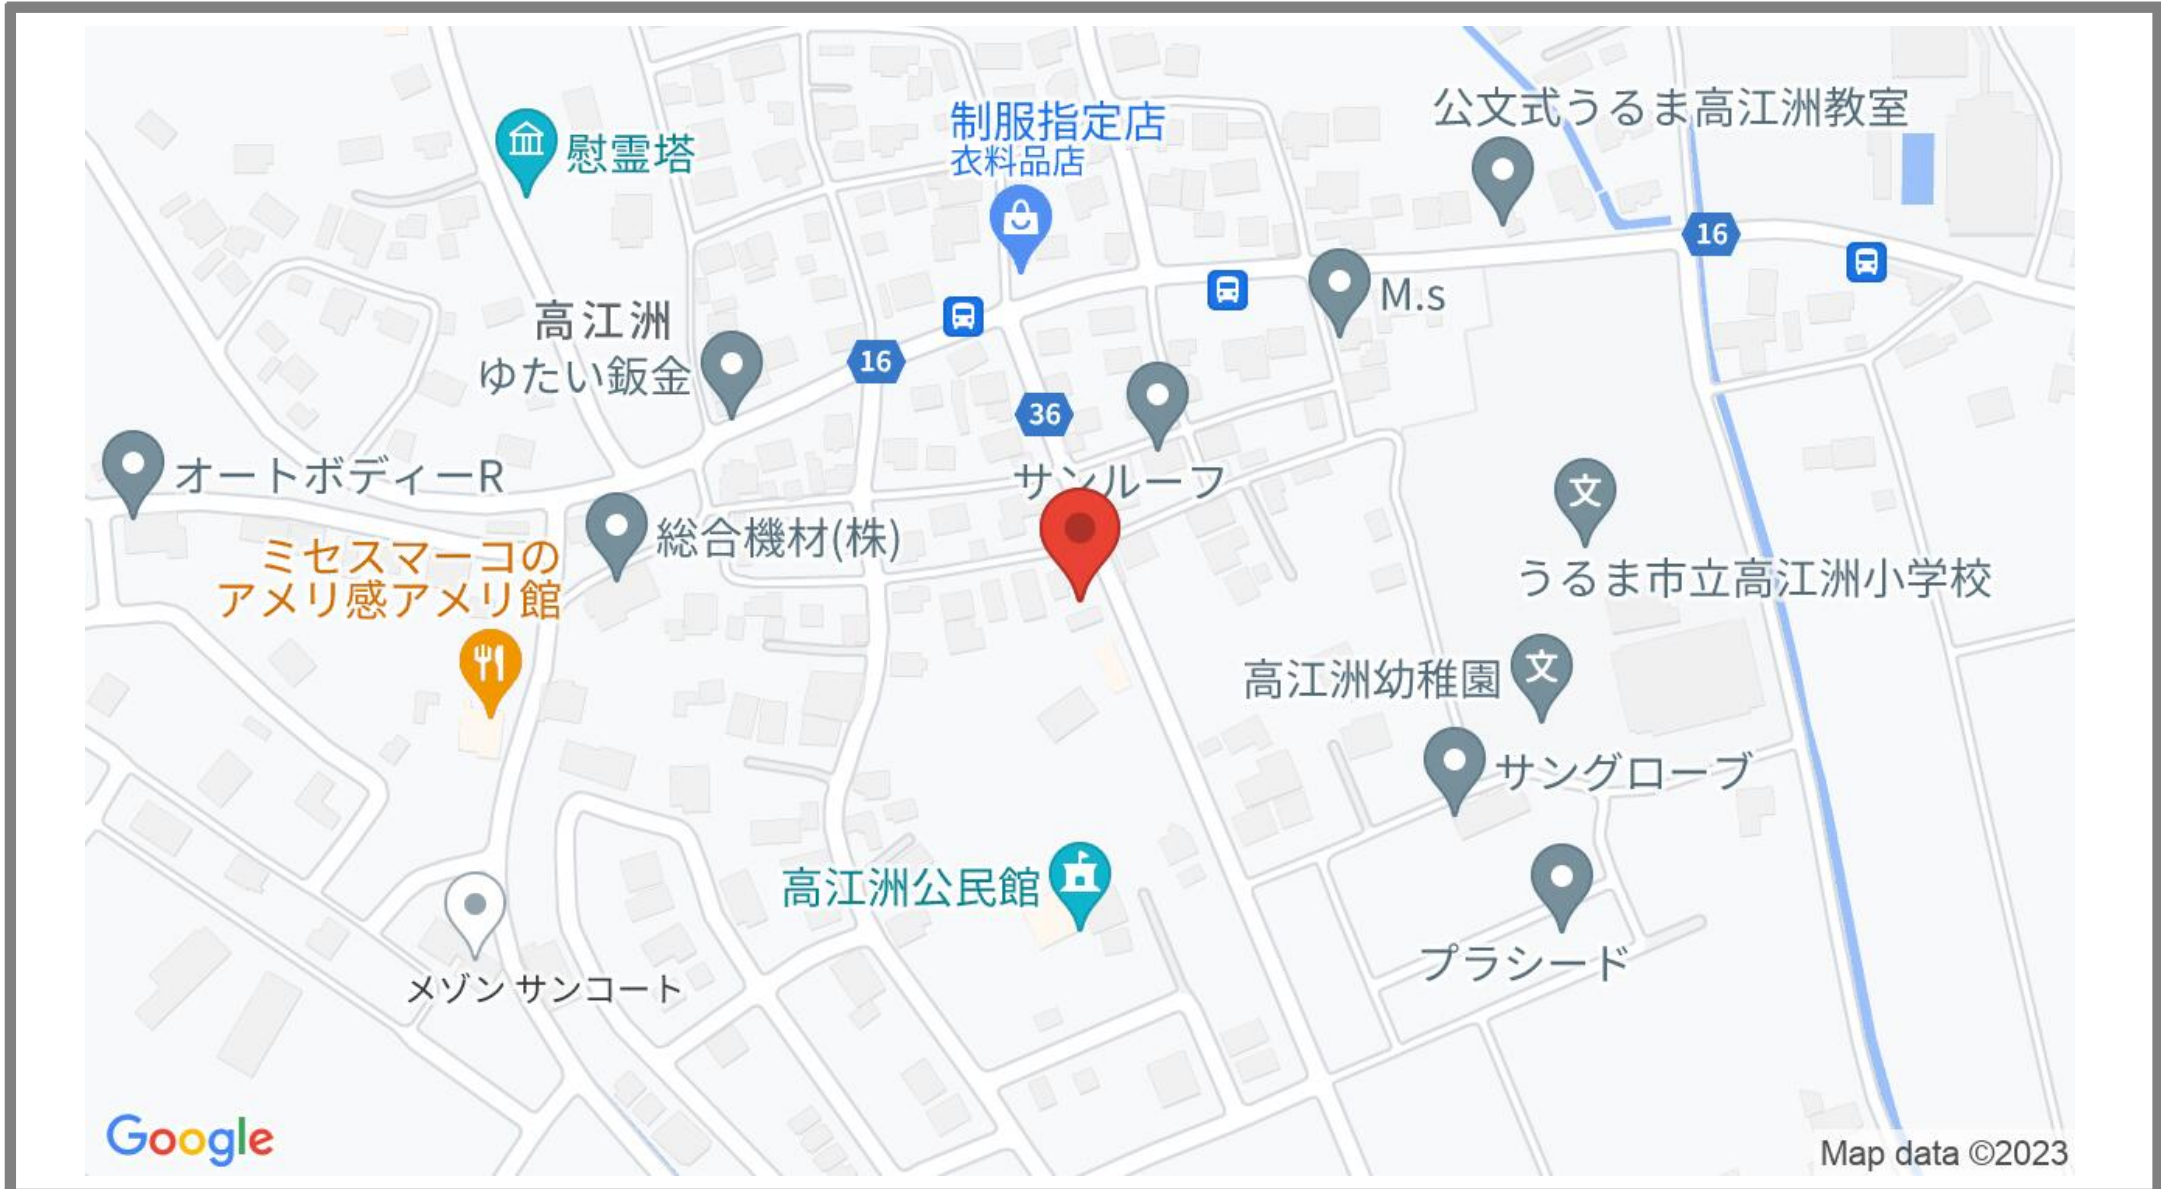 公文式うるま高江洲教室
制服指定店
衣料品店
慰霊塔
16
M.s
高江洲
ゆたい鈑金
16
36
オートボディーR
サンルーフ
文
総合機材(株)
ミセスマーコの
アメリ感アメリ館
うるま市立高江洲小学校
高江洲幼稚園
文
サングローブ
高江洲公民館
プラシード
メゾン サンコート
Google
Map data ©2023